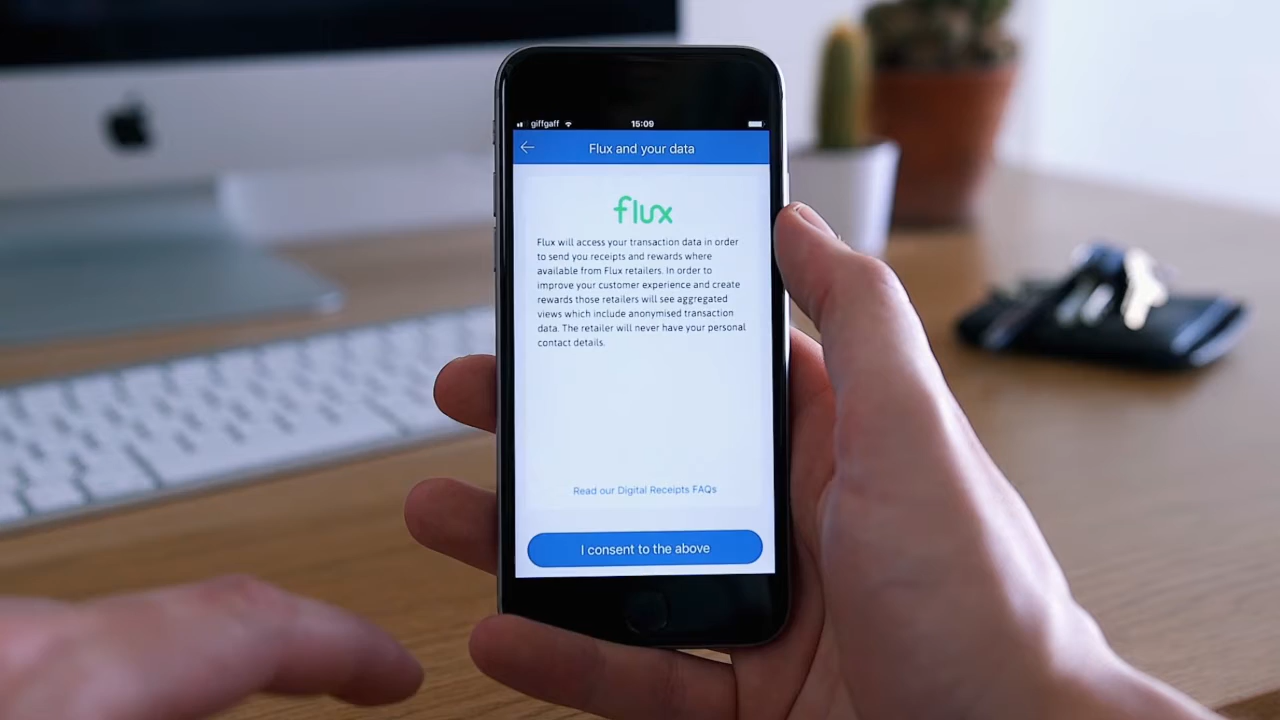 giffgaff 15:09
Flux and your data
flux
Flux will access your transaction data in order
to send you receipts and rewards where
available from Flux retailers. In order to
improve your customer experience and create
rewards those retailers will see aggregated
views which include anonymised transaction
data. The retailer will never have your personal
contact details.
Read our Digital Receipts FAQs
I consent to the above